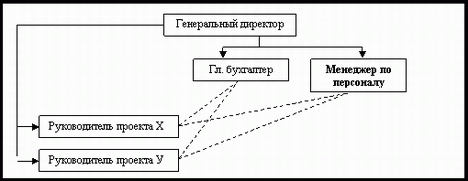 Генеральный директор
Гл. бухгалтер
Менеджер по
персоналу
Руководитель проекта X
Руководитель проекта У